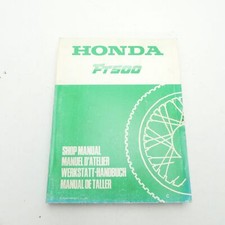 HONDA
FT500
SHOP MANUAL
MANUEL D'ATELIER
WERKSTATT-HANDBUCH
MANUAL DE TALLER